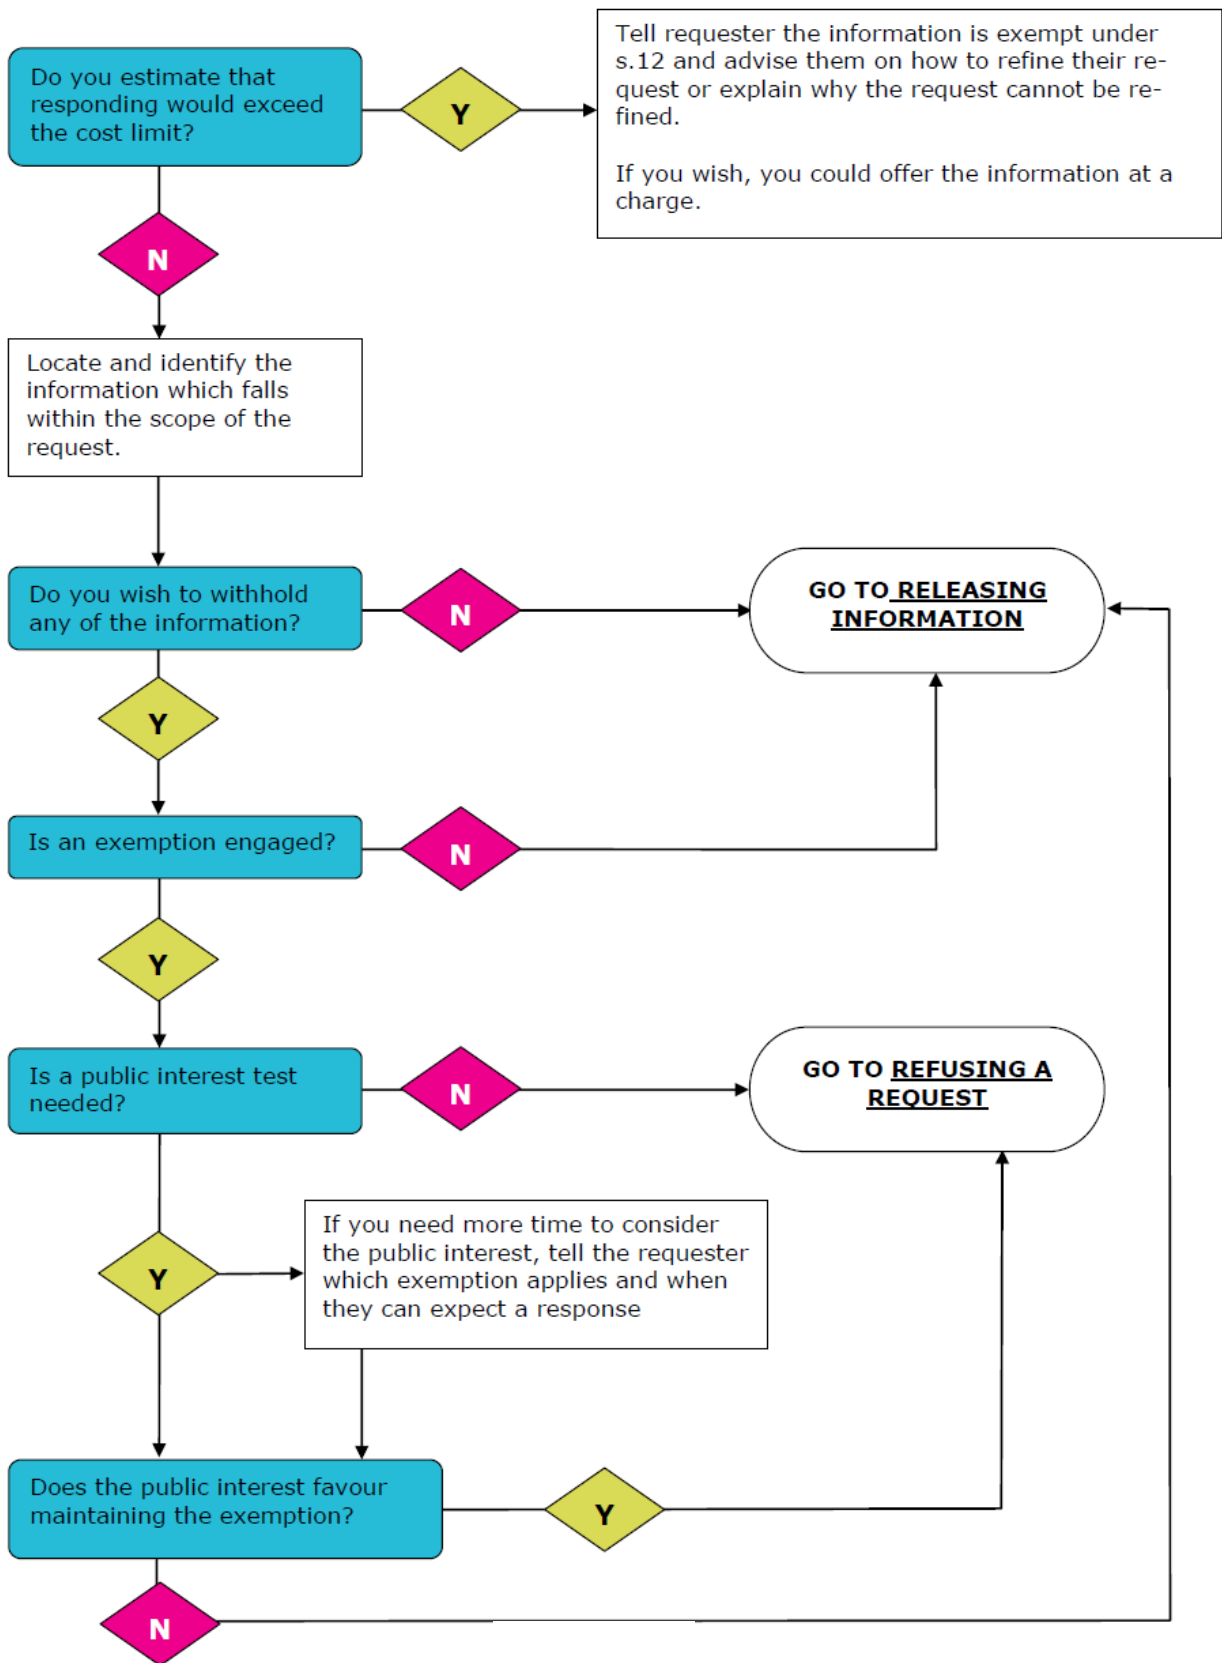 Do you estimate that
responding would exceed
the cost limit?
Y
Tell requester the information is exempt under
s.12 and advise them on how to refine their re-
quest or explain why the request cannot be re-
fined.
If you wish, you could offer the information at a
charge.
N
Locate and identify the
information which falls
within the scope of the
request.
Do you wish to withhold
any of the information?
N
GO TO RELEASING
INFORMATION
Y
Is an exemption engaged?
N
Y
Is a public interest test
needed?
N
GO TO REFUSING A
REQUEST
Y
If you need more time to consider
the public interest, tell the requester
which exemption applies and when
they can expect a response
Does the public interest favour
maintaining the exemption?
Y
N